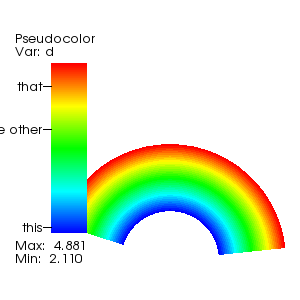 Pseudocolor
Var: d
that
e other
this
Max: 4.881
Min: 2.110